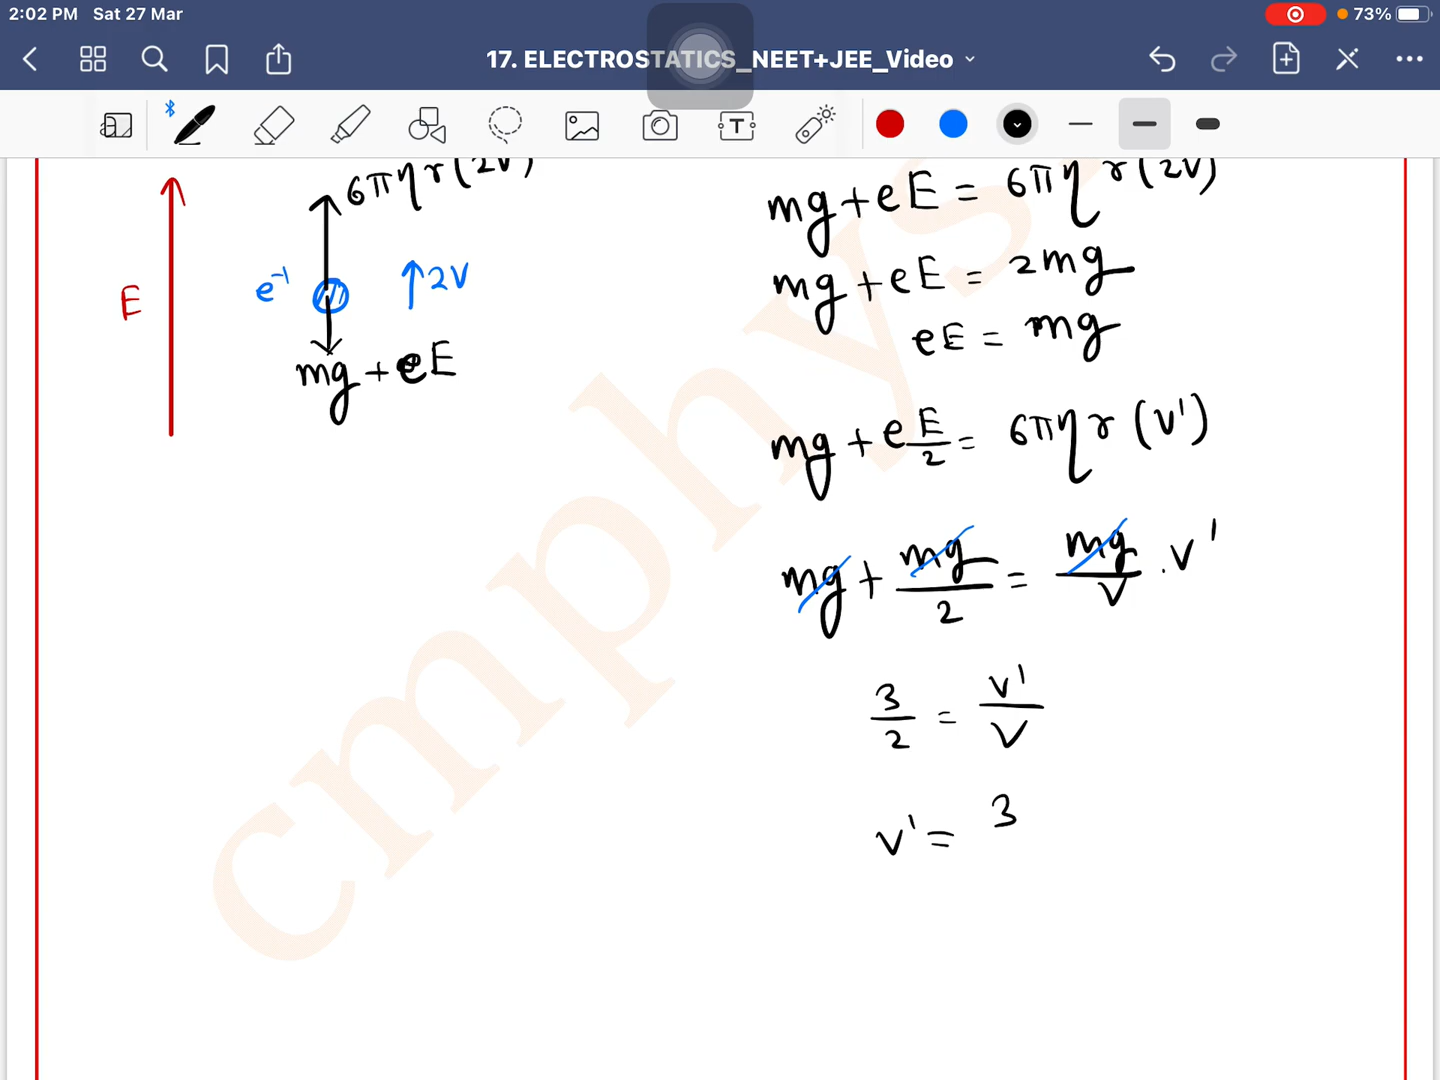 2:02 PM Sat 27 Mar
73%
17. ELECTROSTATICS_NEET+JEE_Video
T
6πηr(2V)
E
e⁻¹
↑2V
mg+eE
mg+eE = 6πηr(2V)
mg+eE = 2mg
eE = mg
mg + e E/2 = 6πηr (v')
mg + mg/2 = mg/V . v'
3/2 = v'/V
v' = 3
cmphys